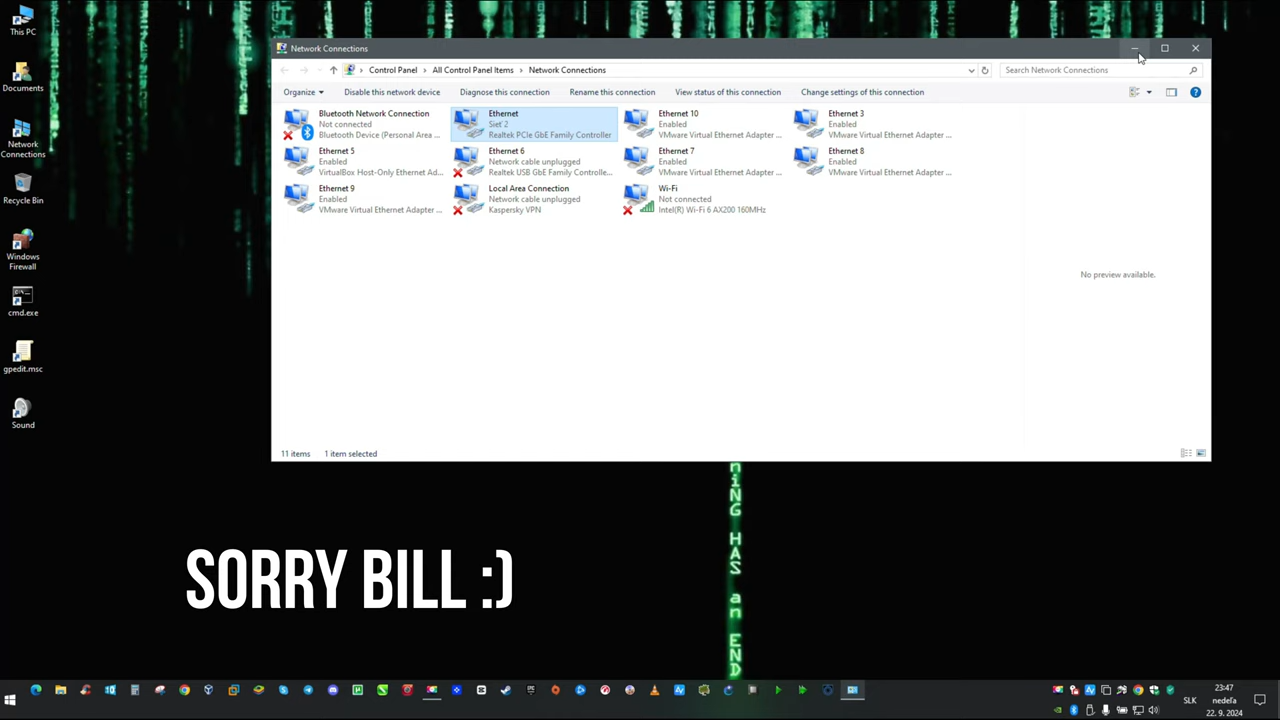 This PC
Documents
Network
Connections
Recycle Bin
Windows
Firewall
cmd.exe
gpedit.msc
Sound
Network Connections
Control Panel
All Control Panel Items
Network Connections
Search Network Connections
Organize
Disable this network device
Diagnose this connection
Rename this connection
View status of this connection
Change settings of this connection
Bluetooth Network Connection
Not connected
Bluetooth Device (Personal Area ...
Ethernet
Sieť 2
Realtek PCIe GbE Family Controller
Ethernet 10
Enabled
VMware Virtual Ethernet Adapter ...
Ethernet 3
Enabled
VMware Virtual Ethernet Adapter ...
Ethernet 5
Enabled
VirtualBox Host-Only Ethernet Ad...
Ethernet 6
Network cable unplugged
Realtek USB GbE Family Controlle...
Ethernet 7
Enabled
VMware Virtual Ethernet Adapter ...
Ethernet 8
Enabled
VMware Virtual Ethernet Adapter ...
Ethernet 9
Enabled
VMware Virtual Ethernet Adapter ...
Local Area Connection
Network cable unplugged
Kaspersky VPN
Wi-Fi
Not connected
Intel(R) Wi-Fi 6 AX200 160MHz
No preview available.
11 items
1 item selected
niNG HAS an END
SORRY BILL :)
SLK
23:47
nedeľa
22. 9. 2024